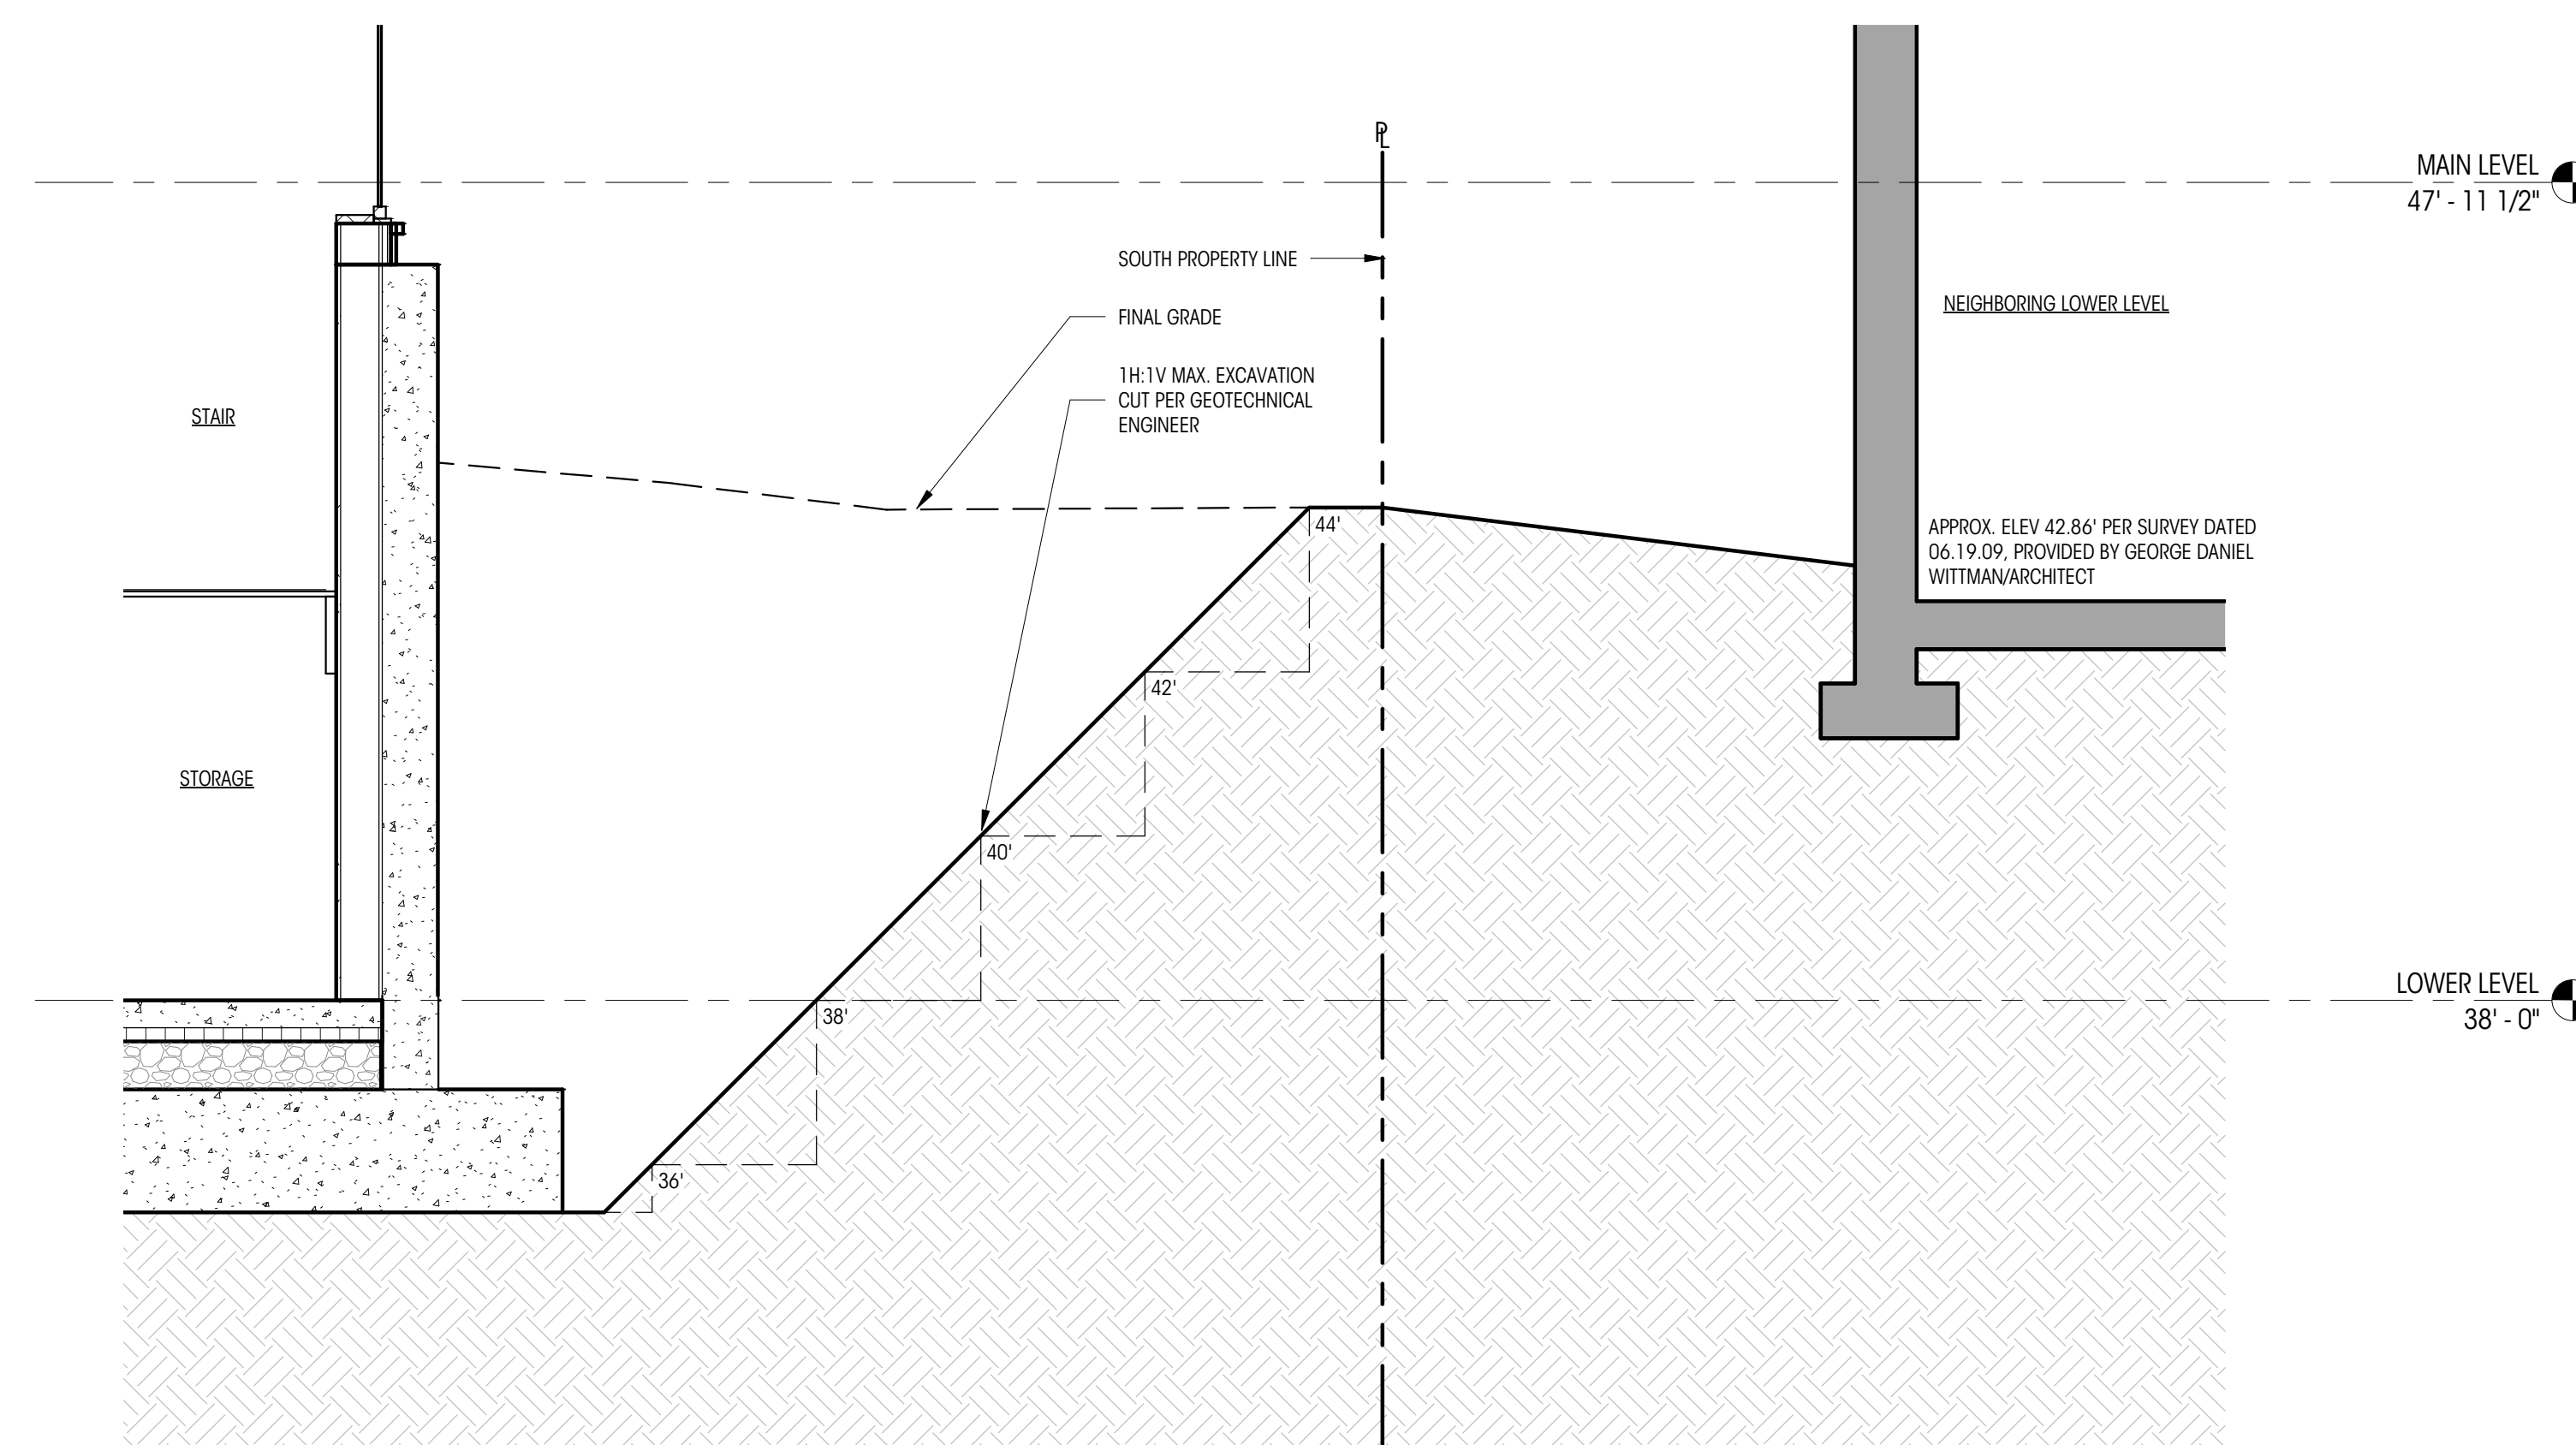 ℄
MAIN LEVEL
47' - 11 1/2"
SOUTH PROPERTY LINE
NEIGHBORING LOWER LEVEL
FINAL GRADE
1H:1V MAX. EXCAVATION
CUT PER GEOTECHNICAL
ENGINEER
STAIR
44'
APPROX. ELEV 42.86' PER SURVEY DATED
06.19.09, PROVIDED BY GEORGE DANIEL
WITTMAN/ARCHITECT
42'
STORAGE
40'
38'
LOWER LEVEL
38' - 0"
36'